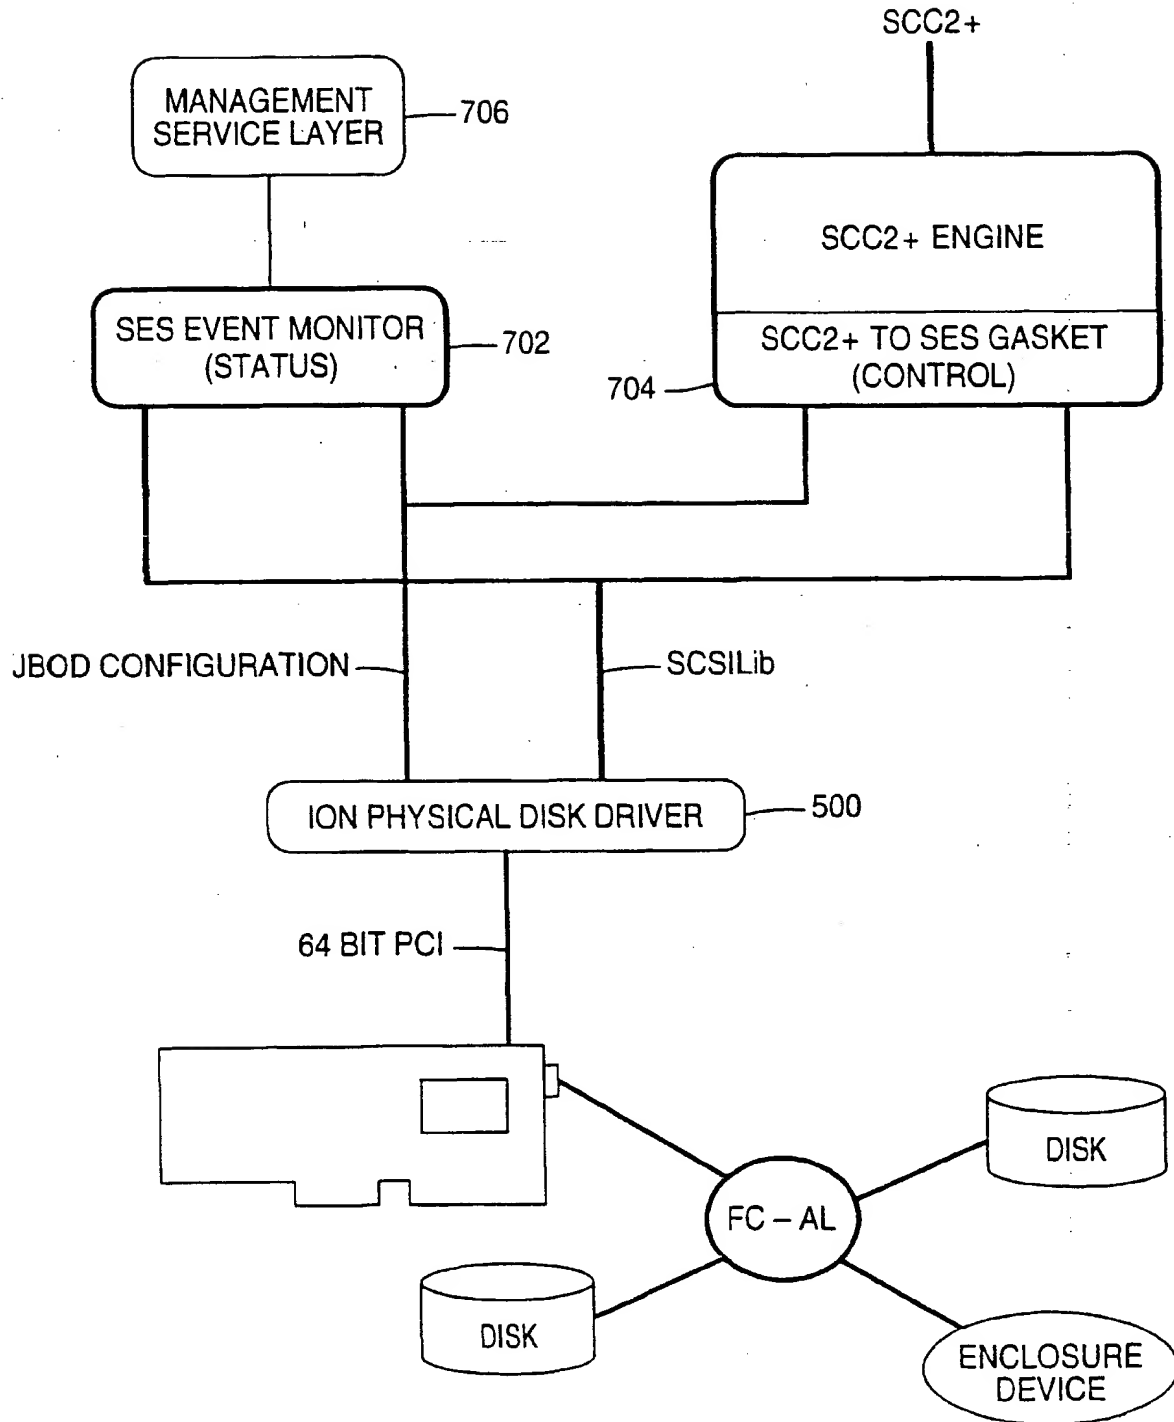 SCC2+
MANAGEMENT
SERVICE LAYER
706
SCC2+ ENGINE
SES EVENT MONITOR
(STATUS)
702
SCC2+ TO SES GASKET
(CONTROL)
704
JBOD CONFIGURATION
SCSILib
ION PHYSICAL DISK DRIVER
500
64 BIT PCI
DISK
FC – AL
DISK
ENCLOSURE
DEVICE